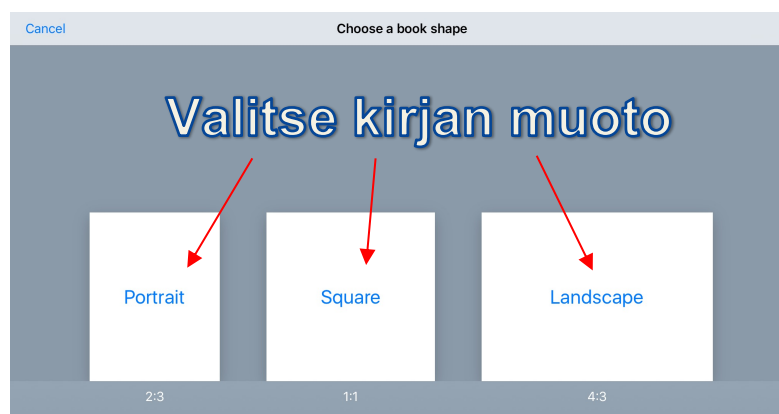 Cancel
Choose a book shape
Valitse kirjan muoto
Portrait
Square
Landscape
2:3
1:1
4:3